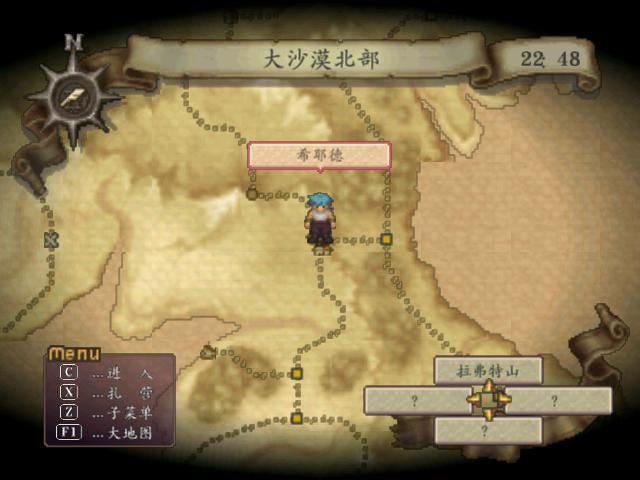 N
大沙漠北部
22:48
希耶德
Menu
C …进 入
X …扎 营
Z …子菜单
F1 …大地图
拉弗特山
?
?
?